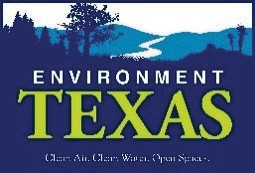 ENVIRONMENT
TEXAS
Clean Air. Clean Water. Open Spaces.